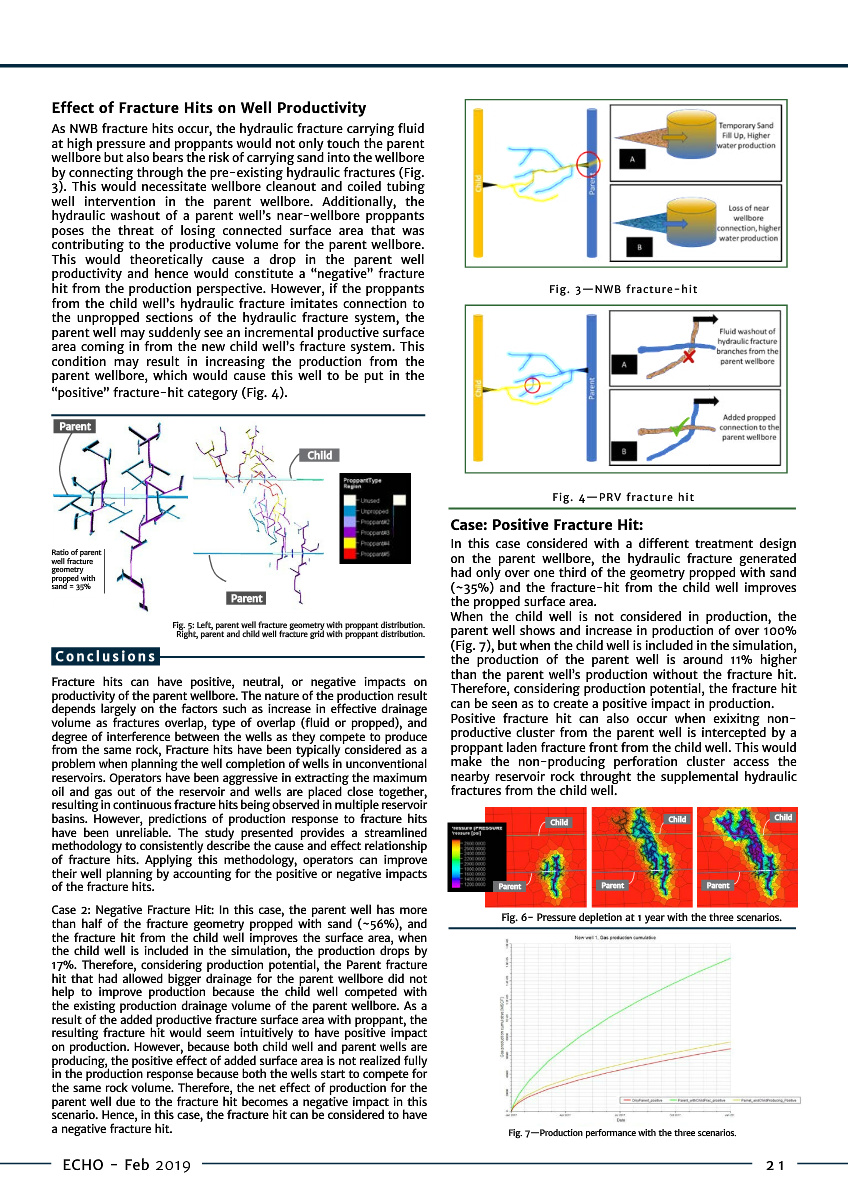 Effect of Fracture Hits on Well Productivity
As NWB fracture hits occur, the hydraulic fracture carrying fluid
at high pressure and proppants would not only touch the parent
wellbore but also bears the risk of carrying sand into the wellbore
by connecting through the pre-existing hydraulic fractures (Fig.
3). This would necessitate wellbore cleanout and coiled tubing
well intervention in the parent wellbore. Additionally, the
hydraulic washout of a parent well's near-wellbore proppants
poses the threat of losing connected surface area that was
contributing to the productive volume for the parent wellbore.
This would theoretically cause a drop in the parent well
productivity and hence would constitute a “negative” fracture
hit from the production perspective. However, if the proppants
from the child well's hydraulic fracture imitates connection to
the unpropped sections of the hydraulic fracture system, the
parent well may suddenly see an incremental productive surface
area coming in from the new child well's fracture system. This
condition may result in increasing the production from the
parent wellbore, which would cause this well to be put in the
“positive” fracture-hit category (Fig. 4).
Parent
Child
Parent
ProppantType
Region
Unused
Unpropped
Proppant#2
Proppant#3
Proppant#4
Proppant#5
Ratio of parent
well fracture
geometry
propped with
sand = 35%
Fig. 5: Left, parent well fracture geometry with proppant distribution.
Right, parent and child well fracture grid with proppant distribution.
Conclusions
Fracture hits can have positive, neutral, or negative impacts on
productivity of the parent wellbore. The nature of the production result
depends largely on the factors such as increase in effective drainage
volume as fractures overlap, type of overlap (fluid or propped), and
degree of interference between the wells as they compete to produce
from the same rock, Fracture hits have been typically considered as a
problem when planning the well completion of wells in unconventional
reservoirs. Operators have been aggressive in extracting the maximum
oil and gas out of the reservoir and wells are placed close together,
resulting in continuous fracture hits being observed in multiple reservoir
basins. However, predictions of production response to fracture hits
have been unreliable. The study presented provides a streamlined
methodology to consistently describe the cause and effect relationship
of fracture hits. Applying this methodology, operators can improve
their well planning by accounting for the positive or negative impacts
of the fracture hits.
Case 2: Negative Fracture Hit: In this case, the parent well has more
than half of the fracture geometry propped with sand (~56%), and
the fracture hit from the child well improves the surface area, when
the child well is included in the simulation, the production drops by
17%. Therefore, considering production potential, the Parent fracture
hit that had allowed bigger drainage for the parent wellbore did not
help to improve production because the child well competed with
the existing production drainage volume of the parent wellbore. As a
result of the added productive fracture surface area with proppant, the
resulting fracture hit would seem intuitively to have positive impact
on production. However, because both child well and parent wells are
producing, the positive effect of added surface area is not realized fully
in the production response because both the wells start to compete for
the same rock volume. Therefore, the net effect of production for the
parent well due to the fracture hit becomes a negative impact in this
scenario. Hence, in this case, the fracture hit can be considered to have
a negative fracture hit.
Child
Parent
A
Temporary Sand
Fill Up, Higher
water production
B
Loss of near
wellbore
connection, higher
water production
Fig. 3—NWB fracture-hit
Child
Parent
A
Fluid washout of
hydraulic fracture
branches from the
parent wellbore
B
Added propped
connection to the
parent wellbore
Fig. 4—PRV fracture hit
Case: Positive Fracture Hit:
In this case considered with a different treatment design
on the parent wellbore, the hydraulic fracture generated
had only over one third of the geometry propped with sand
(~35%) and the fracture-hit from the child well improves
the propped surface area.
When the child well is not considered in production, the
parent well shows and increase in production of over 100%
(Fig. 7), but when the child well is included in the simulation,
the production of the parent well is around 11% higher
than the parent well's production without the fracture hit.
Therefore, considering production potential, the fracture hit
can be seen as to create a positive impact in production.
Positive fracture hit can also occur when exixitng non-
productive cluster from the parent well is intercepted by a
proppant laden fracture front from the child well. This would
make the non-producing perforation cluster access the
nearby reservoir rock throught the supplemental hydraulic
fractures from the child well.
Child
Parent
Child
Parent
Child
Parent
Fig. 6– Pressure depletion at 1 year with the three scenarios.
New well 1, Gas production cumulative
Date
Fig. 7—Production performance with the three scenarios.
ECHO – Feb 2019
21